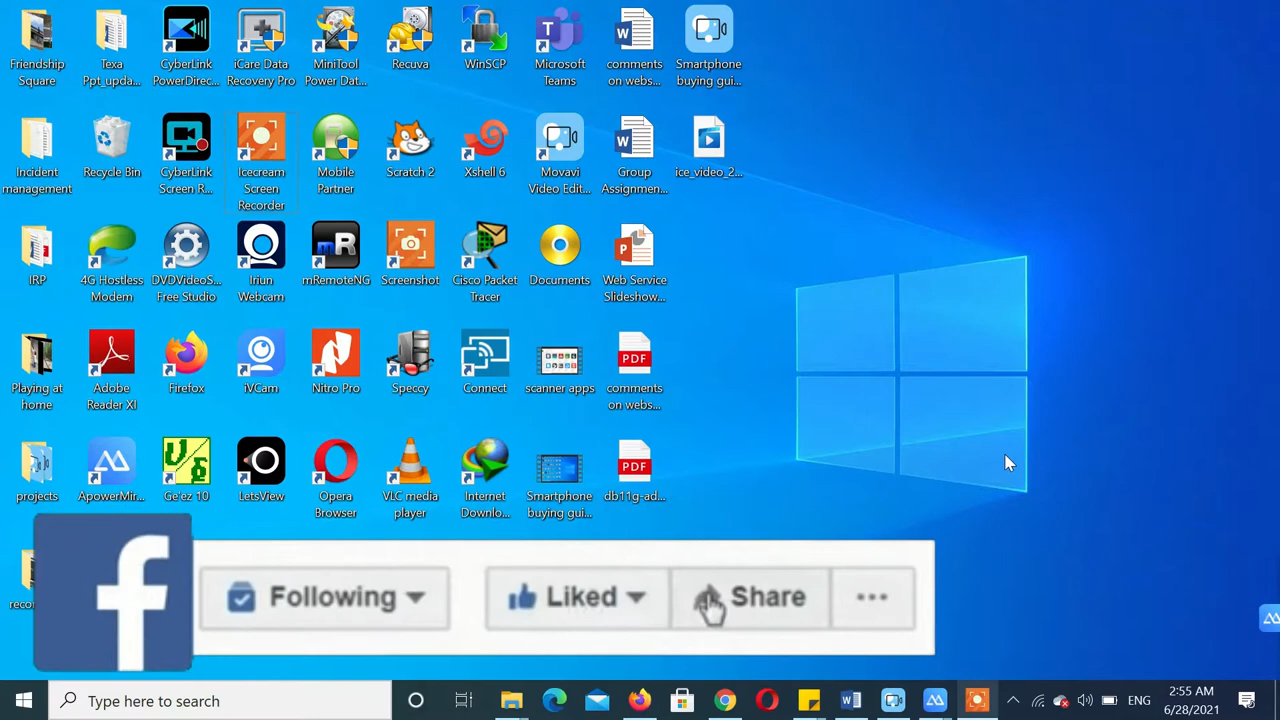 Friendship
Square
Texa
Ppt_upda...
CyberLink
PowerDirec...
iCare Data
Recovery Pro
MiniTool
Power Dat...
Recuva
WinSCP
Microsoft
Teams
comments
on webs...
Smartphone
buying gui...
Incident
management
Recycle Bin
CyberLink
Screen R...
Icecream
Screen
Recorder
Mobile
Partner
Scratch 2
Xshell 6
Movavi
Video Edit...
Group
Assignmen...
ice_video_2...
IRP
4G Hostless
Modem
DVDVideoS...
Free Studio
Iriun
Webcam
mRemoteNG
Screenshot
Cisco Packet
Tracer
Documents
Web Service
Slideshow...
Playing at
home
Adobe
Reader XI
Firefox
iVCam
Nitro Pro
Speccy
Connect
scanner apps
PDF
comments
on webs...
projects
ApowerMir...
Ge'ez 10
LetsView
Opera
Browser
VLC media
player
Internet
Downlo...
Smartphone
buying gui...
PDF
db11g-ad...
f
Following
Liked
Share
...
Type here to search
ENG
2:55 AM
6/28/2021